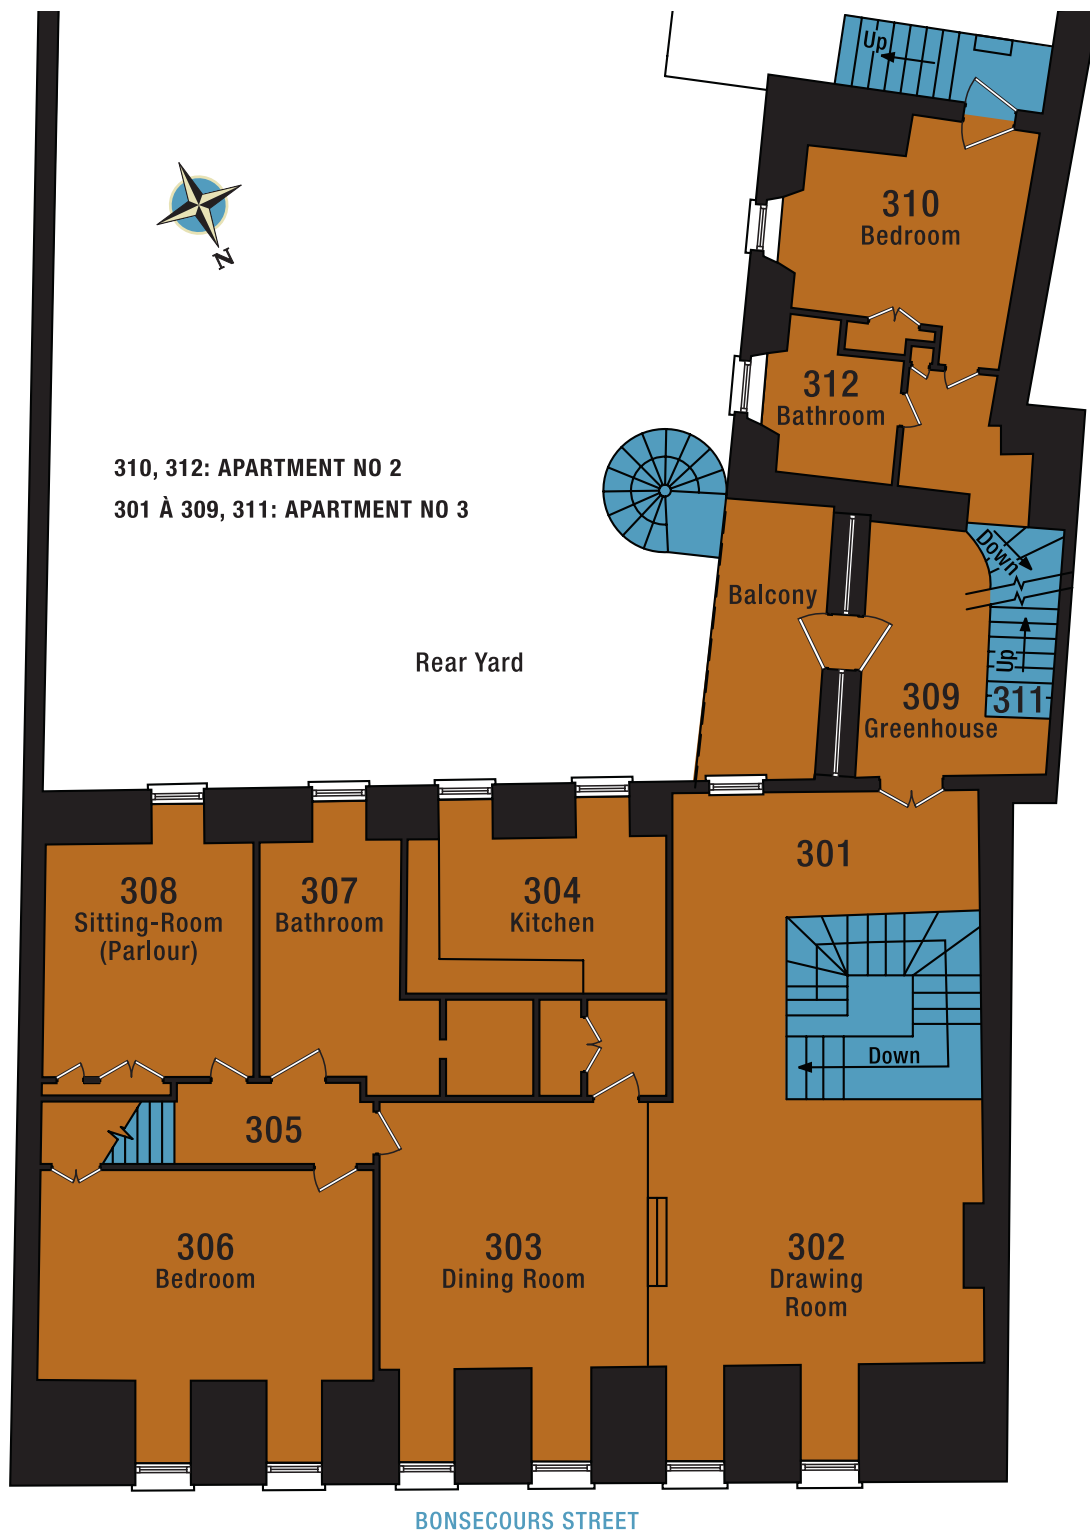 Up
310
Bedroom
N
312
Bathroom
310, 312: APARTMENT NO 2
301 À 309, 311: APARTMENT NO 3
Down
Balcony
Rear Yard
Up
309
311
Greenhouse
301
308
Sitting-Room
(Parlour)
307
Bathroom
304
Kitchen
Down
305
306
Bedroom
303
Dining Room
302
Drawing
Room
BONSECOURS STREET